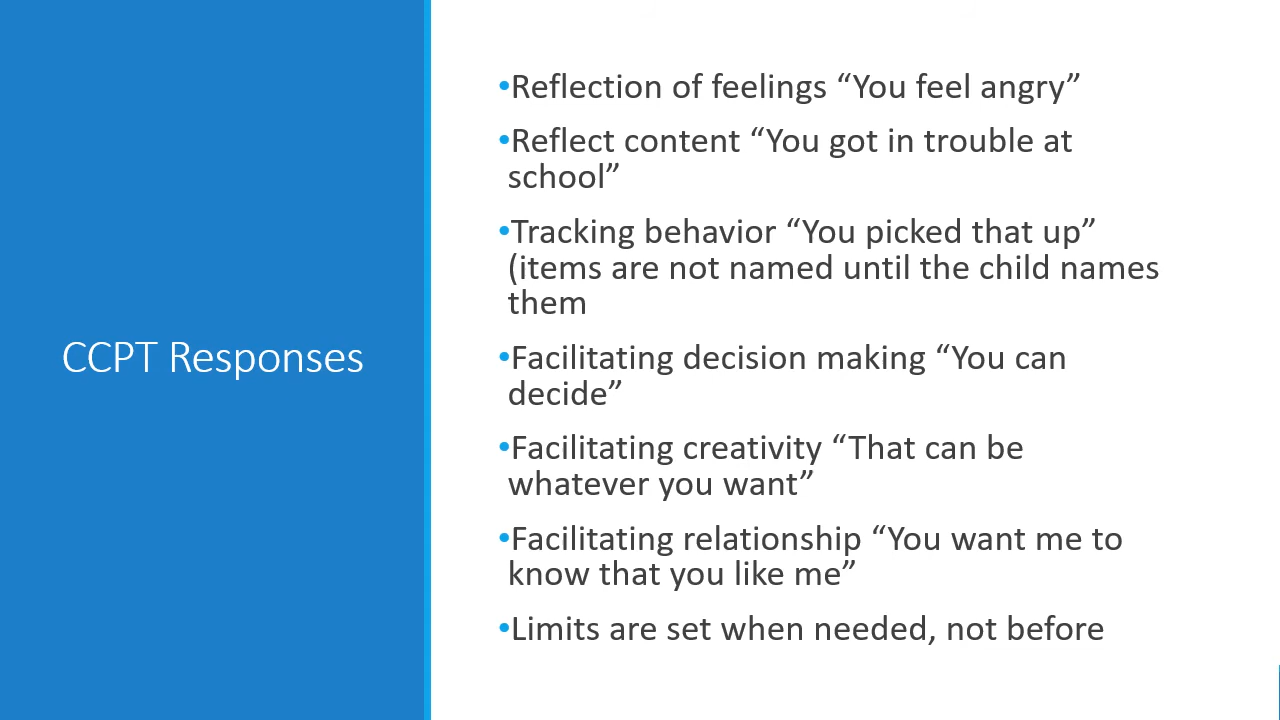 CCPT Responses
•Reflection of feelings “You feel angry”
•Reflect content “You got in trouble at
school”
•Tracking behavior “You picked that up”
(items are not named until the child names
them
•Facilitating decision making “You can
decide”
•Facilitating creativity “That can be
whatever you want”
•Facilitating relationship “You want me to
know that you like me”
•Limits are set when needed, not before